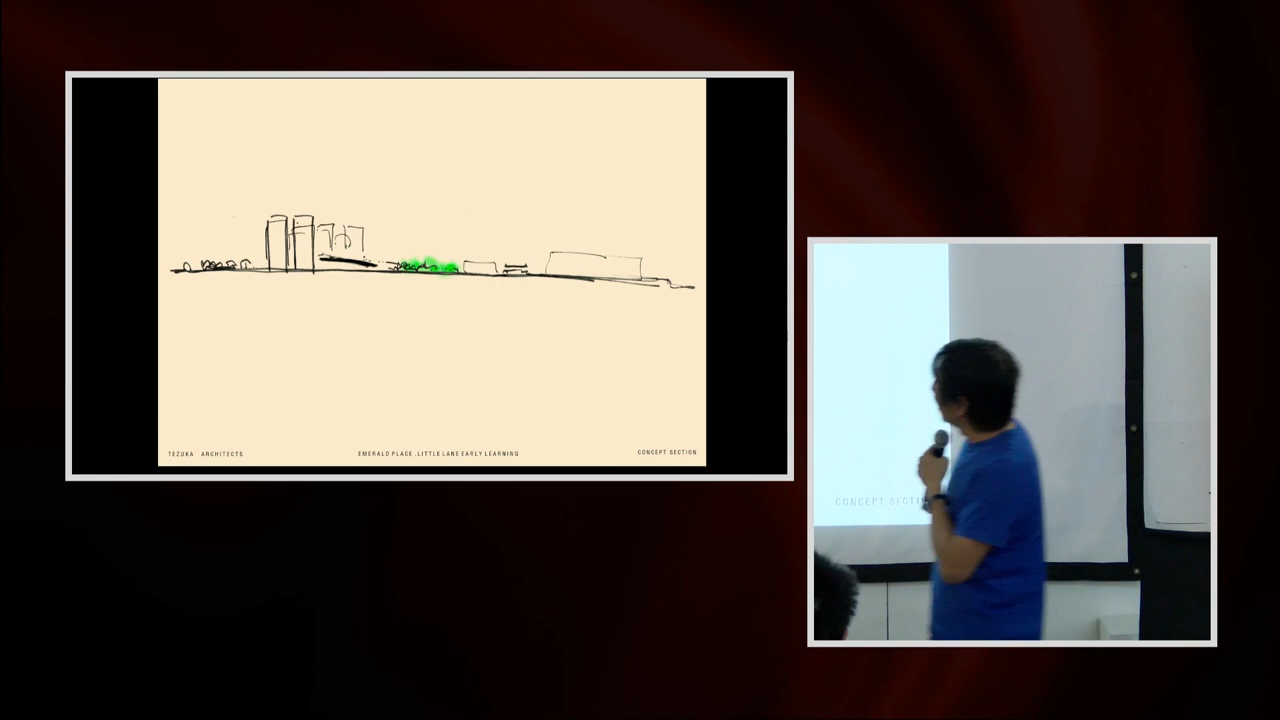 TEZUKA ARCHITECTS
EMERALD PLACE ,LITTLE LANE EARLY LEARNING
CONCEPT SECTION
CONCEPT SECTI